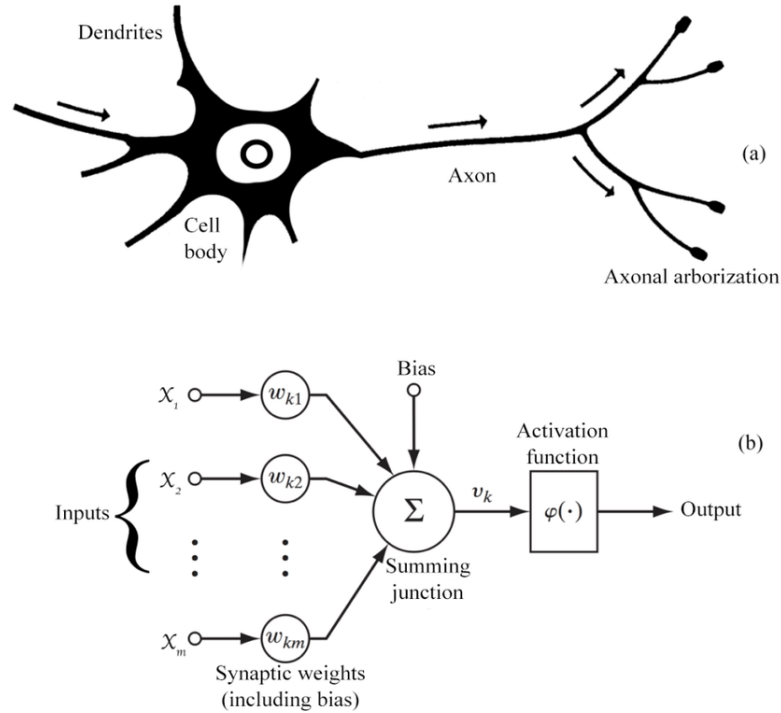 Dendrites
(a)
Axon
Cell
body
Axonal arborization
Bias
x₁ wₖ₁
Activation
function
(b)
x₂ wₖ₂
Inputs
Σ
vₖ
φ(·)
Output
Summing
junction
xₘ wₖₘ
Synaptic weights
(including bias)